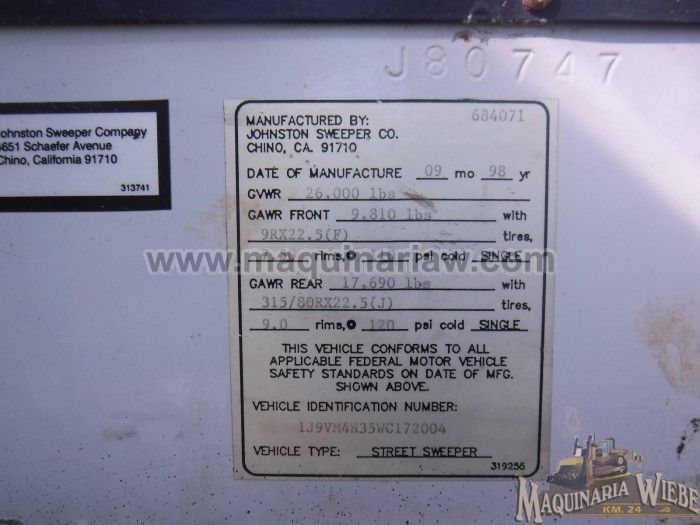 J80747
Johnston Sweeper Company
4651 Schaefer Avenue
Chino, California 91710
313741
684071
MANUFACTURED BY:
JOHNSTON SWEEPER CO.
CHINO, CA. 91710
DATE OF MANUFACTURE 09 mo 98 yr
GVWR 26.000 lbs
GAWR FRONT 9.810 lbs with
9RX22.5(F) tires,
rims,@ psi cold SINGLE
GAWR REAR 17.690 lbs with
315/80RX22.5(J) tires,
9.0 rims,@ 120 psi cold SINGLE
THIS VEHICLE CONFORMS TO ALL
APPLICABLE FEDERAL MOTOR VEHICLE
SAFETY STANDARDS ON DATE OF MFG.
SHOWN ABOVE.
VEHICLE IDENTIFICATION NUMBER:
1J9VM4H35WC172004
VEHICLE TYPE: STREET SWEEPER
319256
www.maquinariaw.com
MAQUINARIA WIEBE
KM. 24